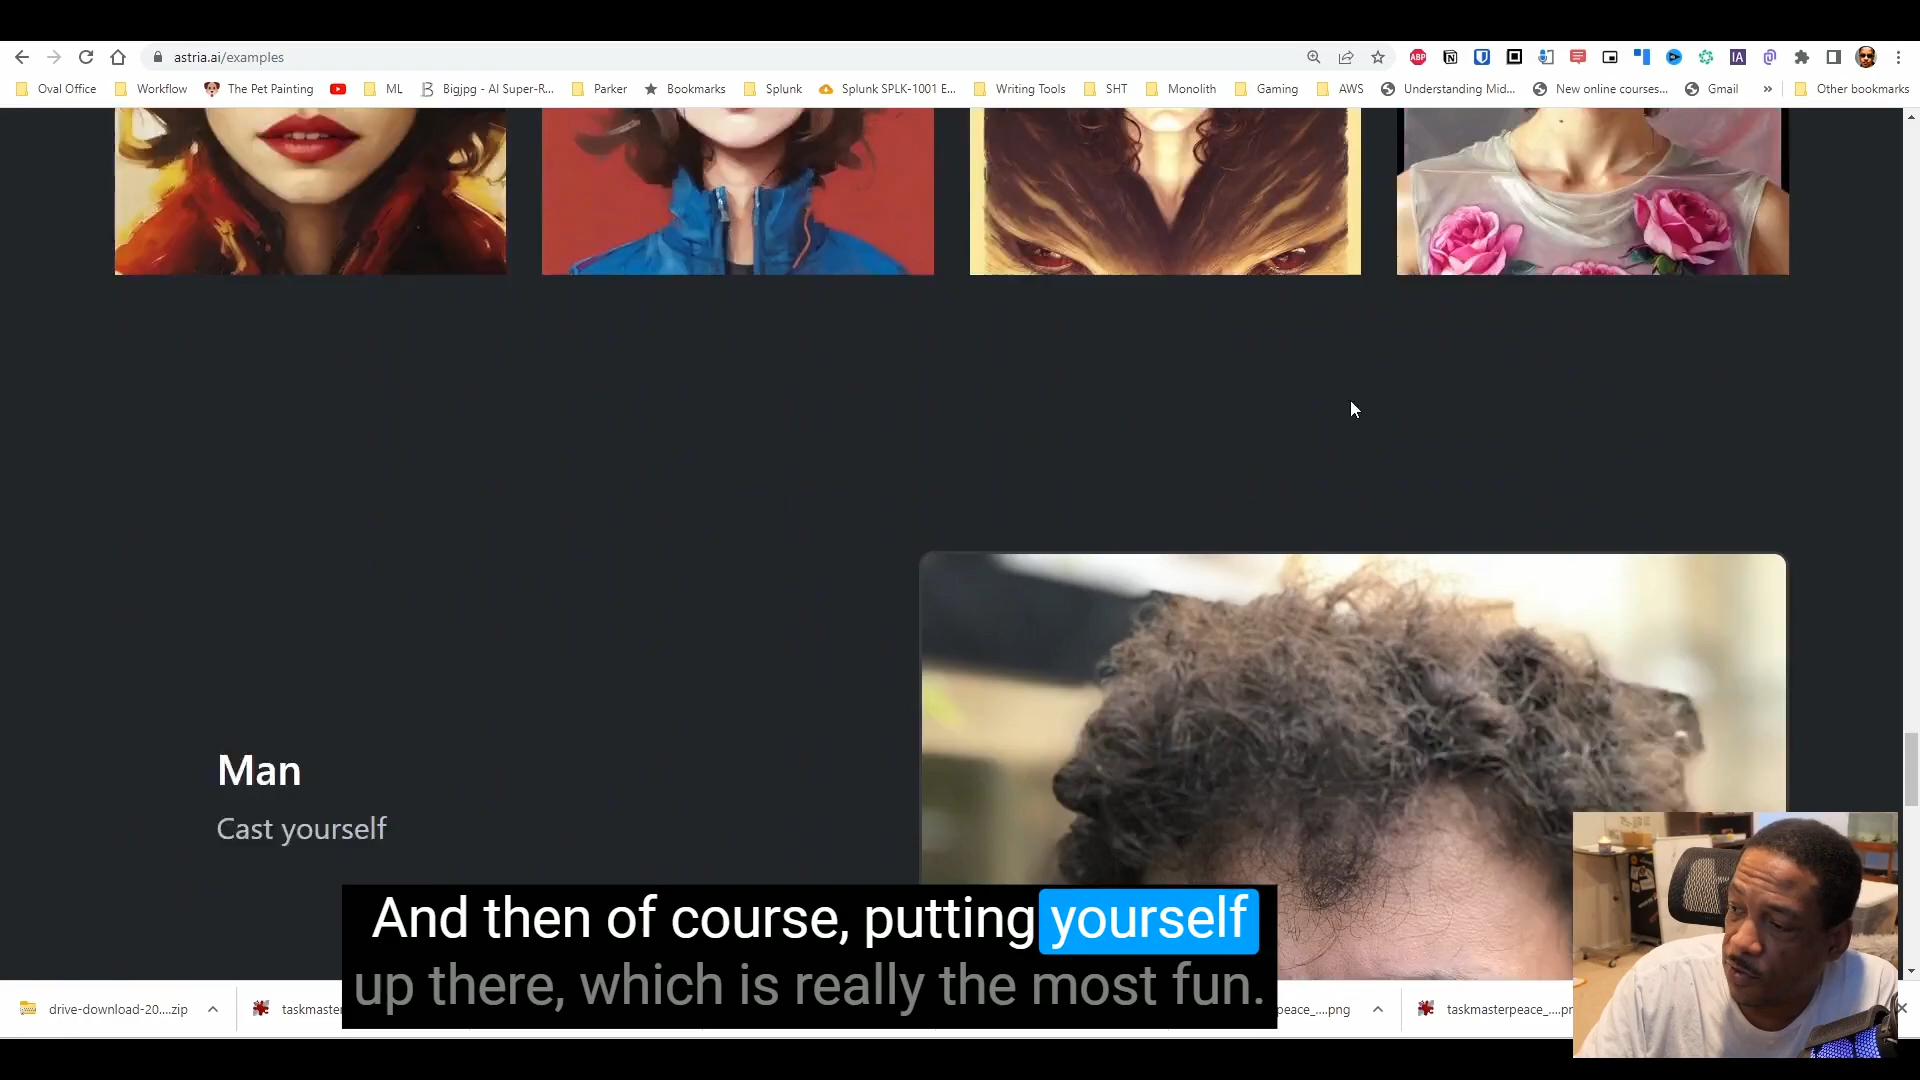 astria.ai/examples
ABP
IA
Oval Office
Workflow
The Pet Painting
ML
Bigjpg - AI Super-R...
Parker
Bookmarks
Splunk
Splunk SPLK-1001 E...
Writing Tools
SHT
Monolith
Gaming
AWS
Understanding Mid...
New online courses...
Gmail
»
Other bookmarks
Man
Cast yourself
And then of course, putting yourself
up there, which is really the most fun.
drive-download-20....zip
taskmaster
peace_....png
taskmasterpeace_....pn